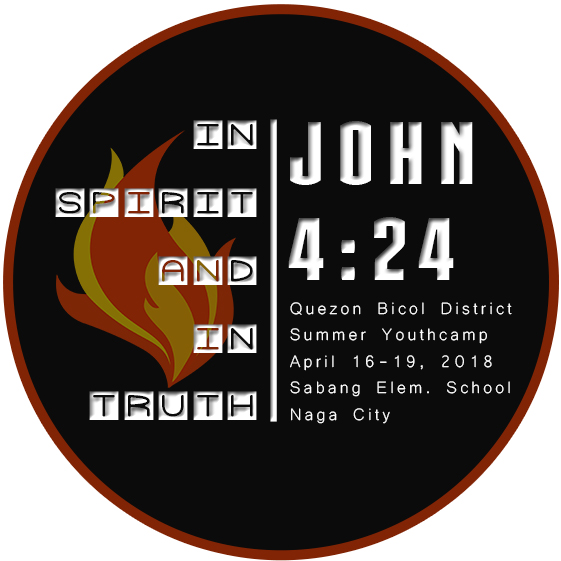 IN
SPIRIT
AND
IN
TRUTH
JOHN
4:24
Quezon Bicol District
Summer Youthcamp
April 16-19, 2018
Sabang Elem. School
Naga City